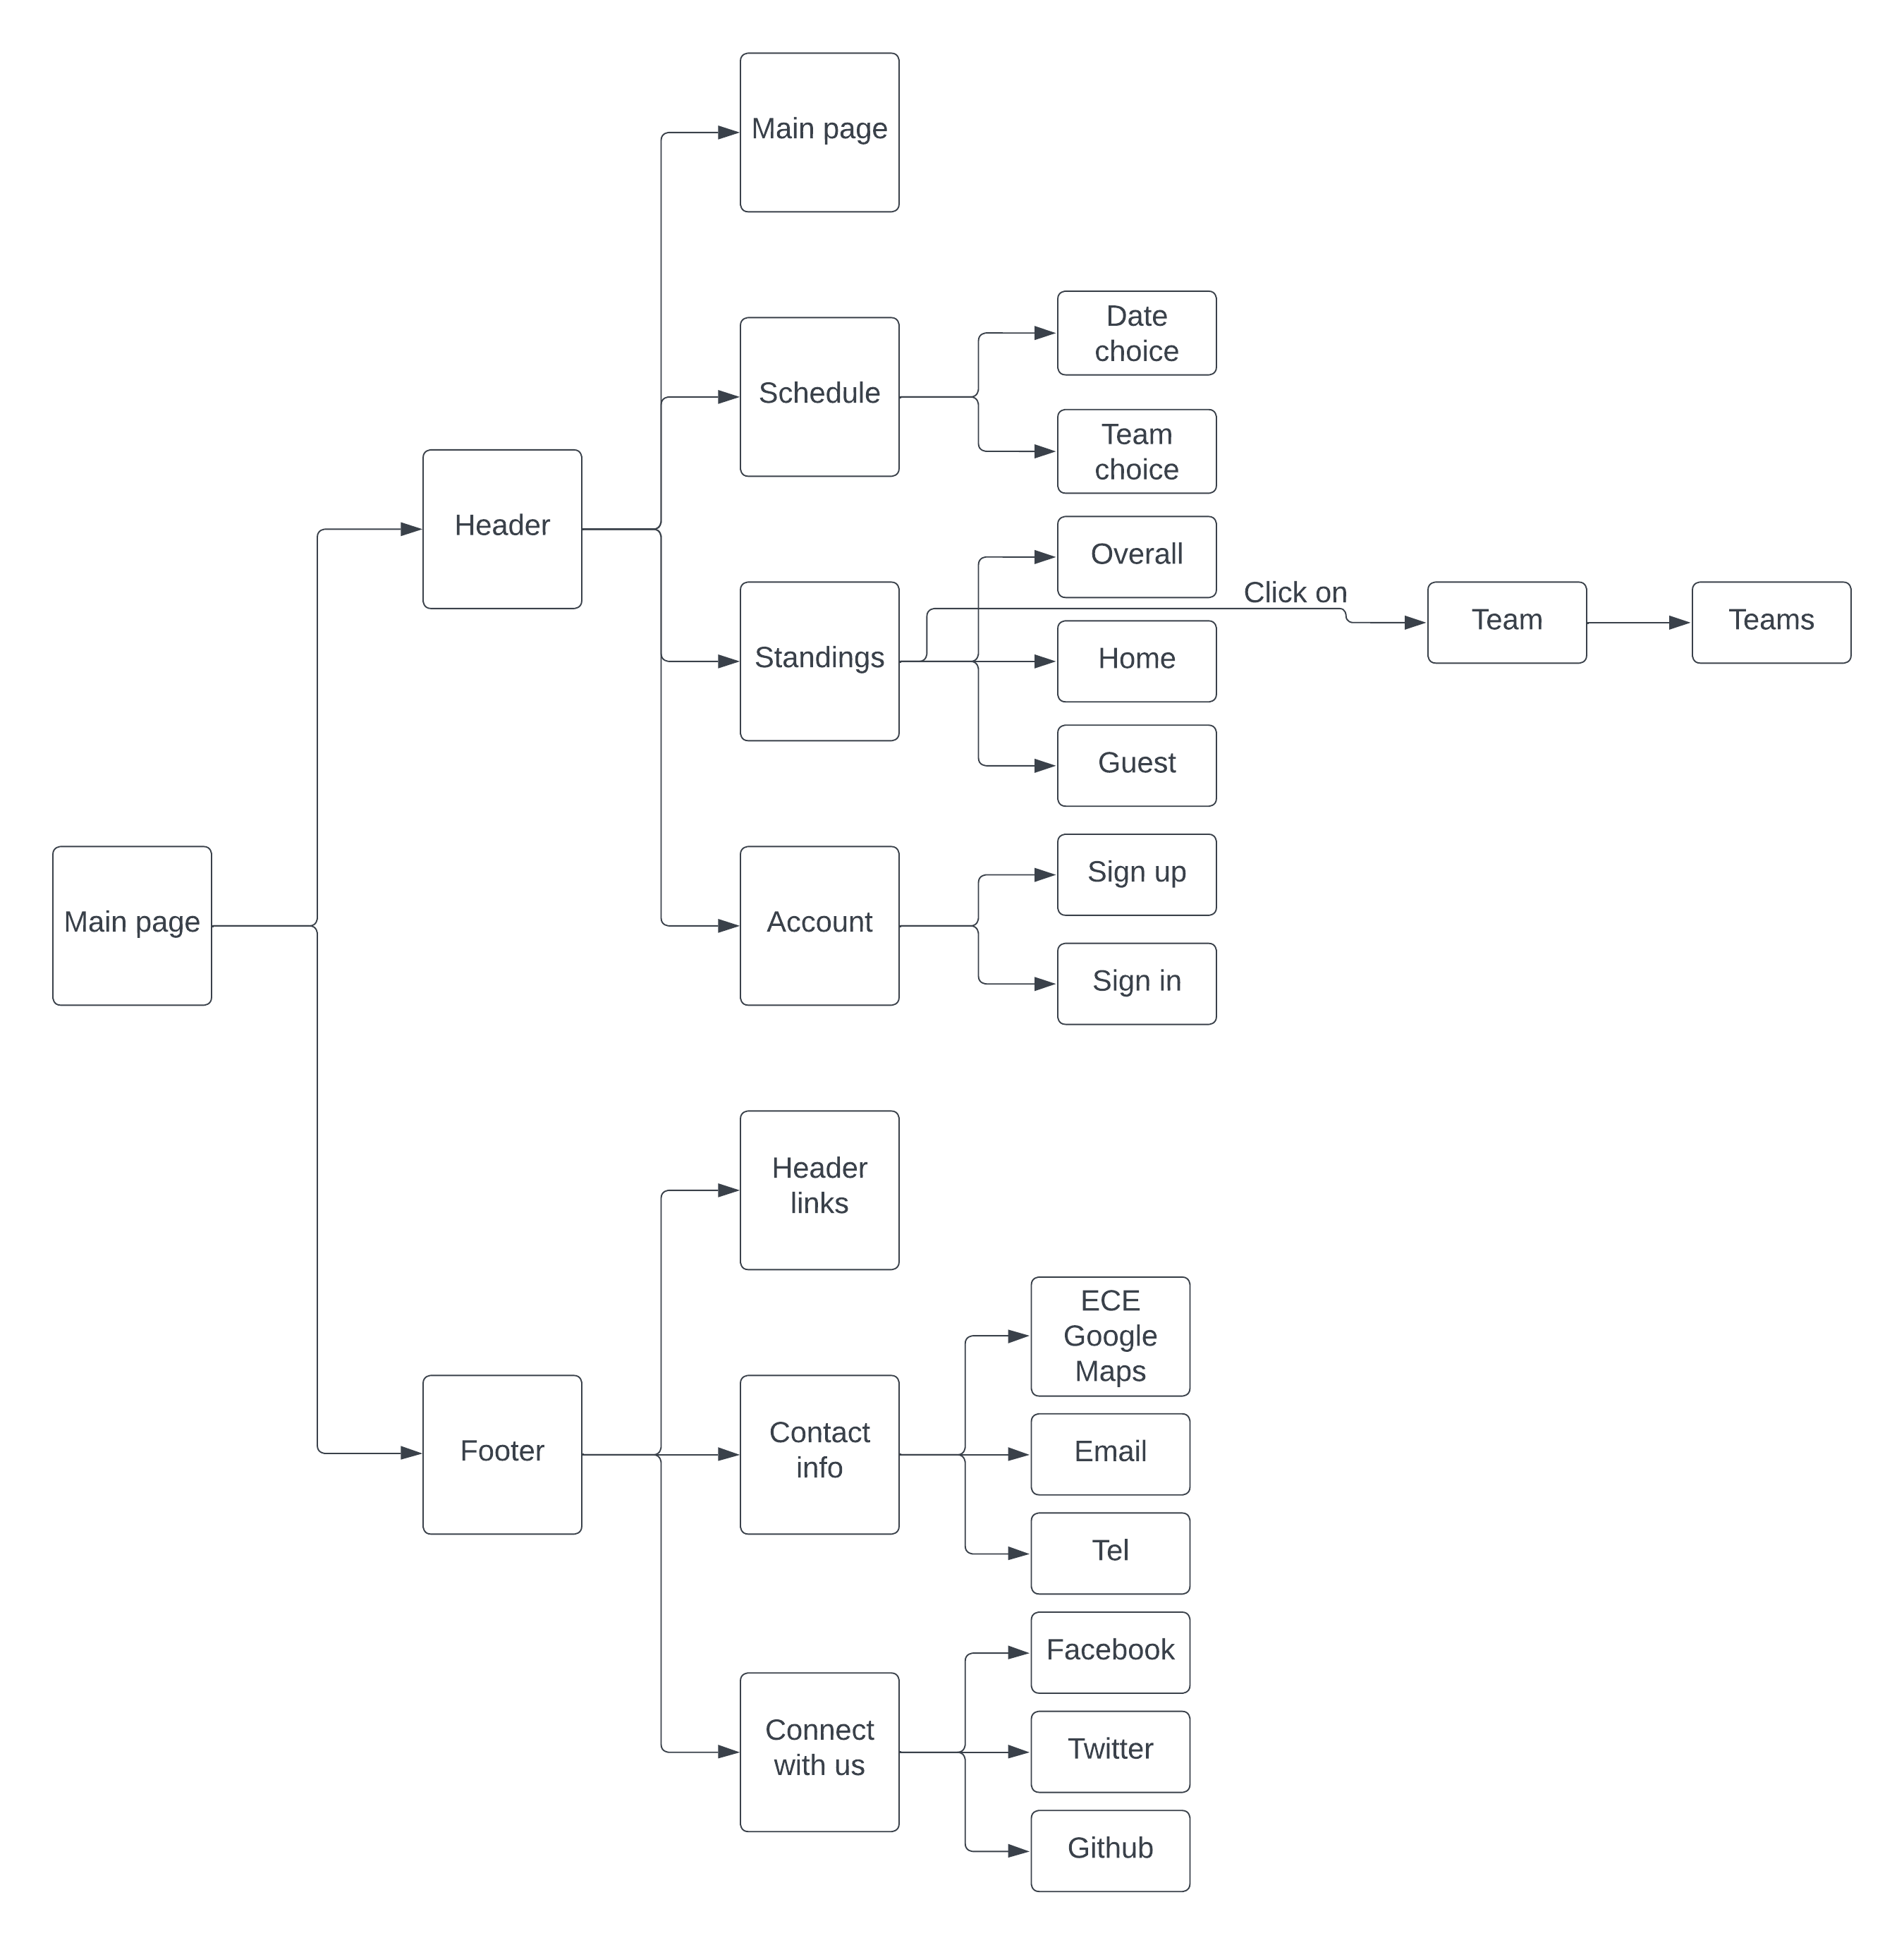 Main page
Header
Main page
Schedule
Date
choice
Team
choice
Standings
Overall
Home
Guest
Click on
Team
Teams
Account
Sign up
Sign in
Footer
Header
links
Contact
info
ECE
Google
Maps
Email
Tel
Connect
with us
Facebook
Twitter
Github